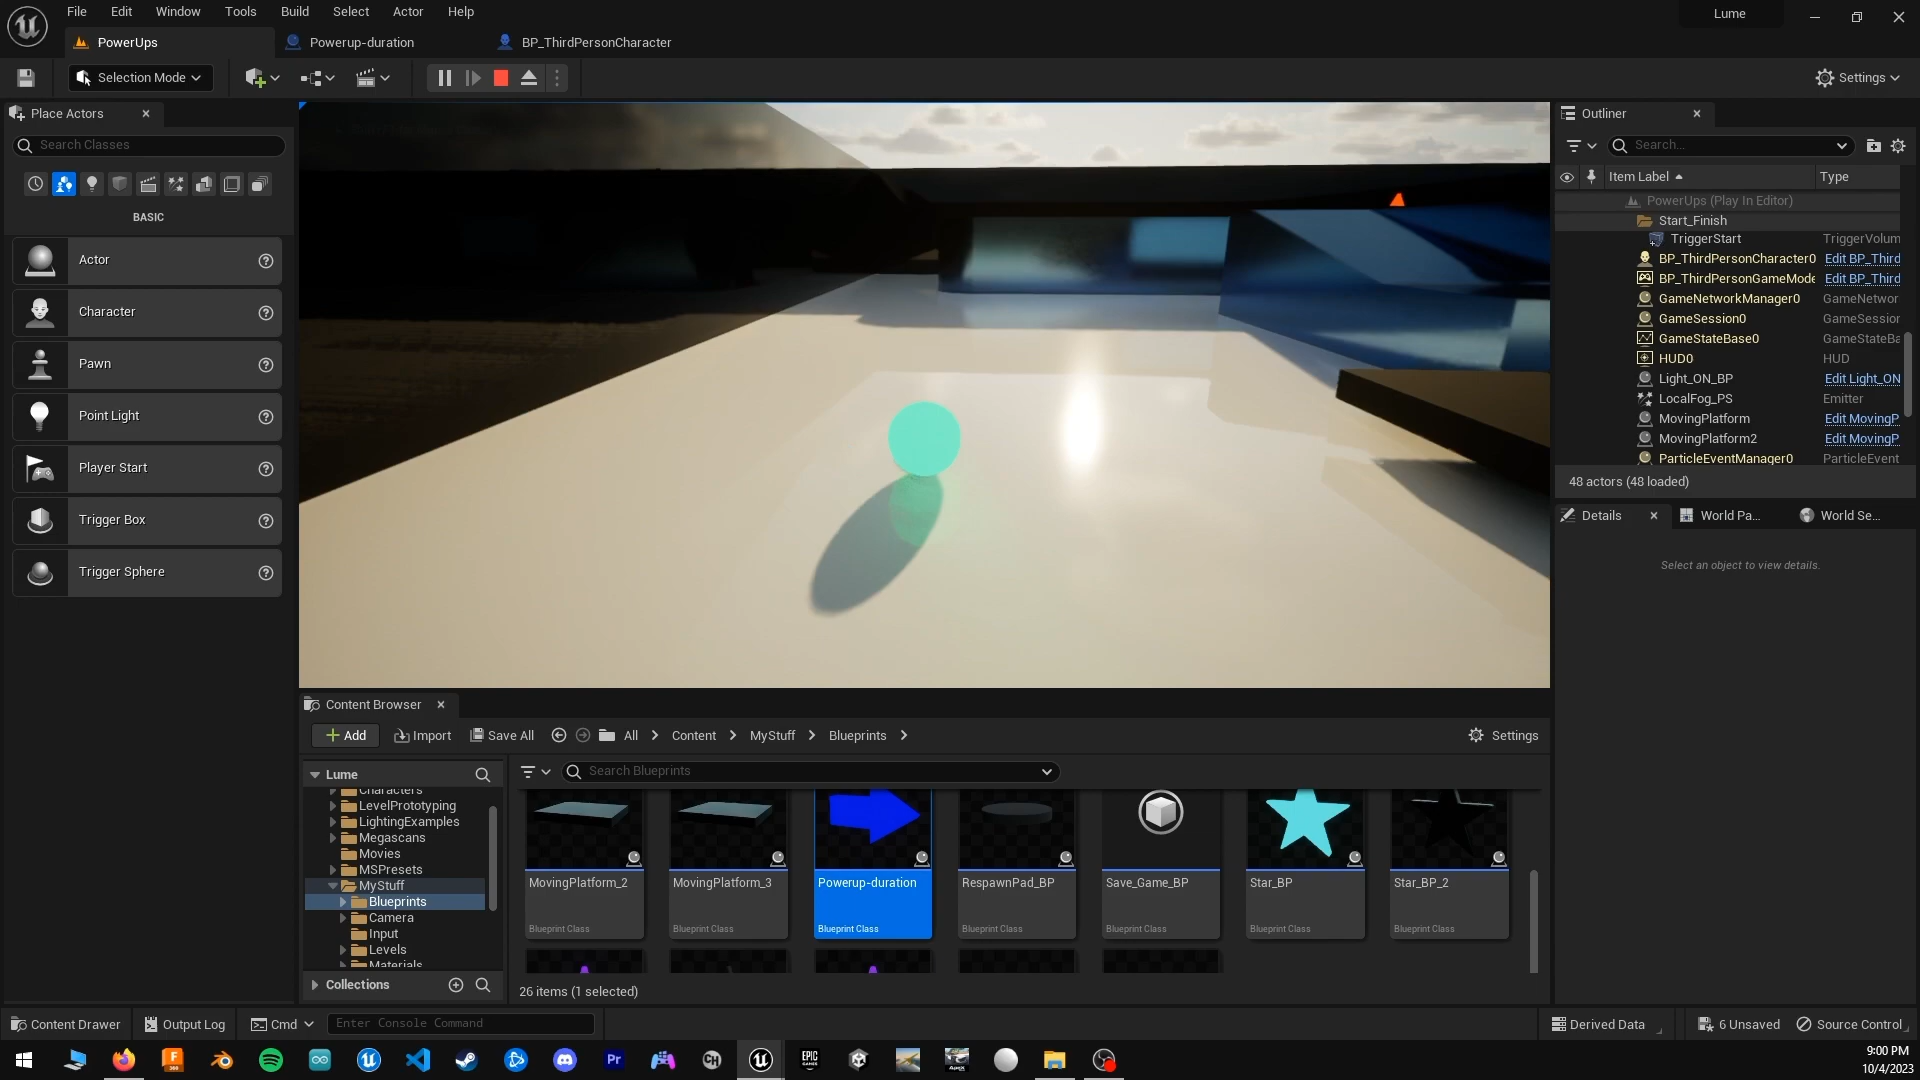 File Edit Window Tools Build Select Actor Help
Lume
PowerUps
Powerup-duration
BP_ThirdPersonCharacter
Selection Mode
Settings
Place Actors
Search Classes
BASIC
Actor
Character
Pawn
Point Light
Player Start
Trigger Box
Trigger Sphere
Outliner
Search...
Item Label Type
PowerUps (Play In Editor)
Start_Finish
TriggerStart TriggerVolum
BP_ThirdPersonCharacter0 Edit BP_Third
BP_ThirdPersonGameMode Edit BP_Third
GameNetworkManager0 GameNetwor
GameSession0 GameSession
GameStateBase0 GameStateBa
HUD0 HUD
Light_ON_BP Edit Light_ON
LocalFog_PS Emitter
MovingPlatform Edit MovingP
MovingPlatform2 Edit MovingP
ParticleEventManager0 ParticleEvent
48 actors (48 loaded)
Details World Pa... World Se...
Select an object to view details.
Content Browser
Add Import Save All All Content MyStuff Blueprints Settings
Lume
Search Blueprints
Characters
LevelPrototyping
LightingExamples
Megascans
Movies
MSPresets
MyStuff
Blueprints
Camera
Input
Levels
Materials
Collections
MovingPlatform_2 MovingPlatform_3 Powerup-duration RespawnPad_BP Save_Game_BP Star_BP Star_BP_2
Blueprint Class Blueprint Class Blueprint Class Blueprint Class Blueprint Class Blueprint Class Blueprint Class
26 items (1 selected)
Content Drawer Output Log Cmd Enter Console Command Derived Data 6 Unsaved Source Control
F
360
Pr
CH
EPIC
GAMES
APEX
9:00 PM
10/4/2023